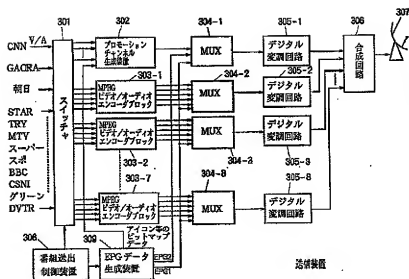 301
302
303-1
303-2
303-7
304-1
304-2
304-3
304-8
305-1
305-2
305-3
305-8
306
307
308
309
V/A
CNN
GAORA
朝日
STAR
TRY
MTV
スーパー
スポ
BBC
CSNI
グリーン
DVTR
スイッチャ
プロモーション
チャンネル
生成装置
MPEG
ビデオ/オーディオ
エンコーダブロック
MPEG
ビデオ/オーディオ
エンコーダブロック
MPEG
ビデオ/オーディオ
エンコーダブロック
MUX
MUX
MUX
MUX
デジタル
変調回路
デジタル
変調回路
デジタル
変調回路
デジタル
変調回路
合成回路
番組送出
制御装置
EPGデータ
生成装置
アイコン等の
ビットマップ
データ
EPG2
EPG1
送信装置